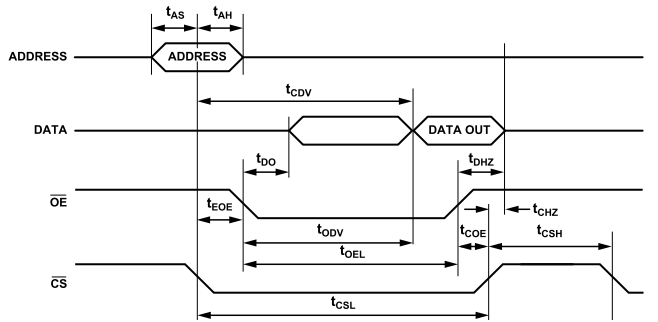 tAS tAH
ADDRESS ADDRESS
tCDV
DATA DATA OUT
tDO tDHZ
OE
tEOE tCHZ
tODV tCOE tCSH
tOEL
CS
tCSL